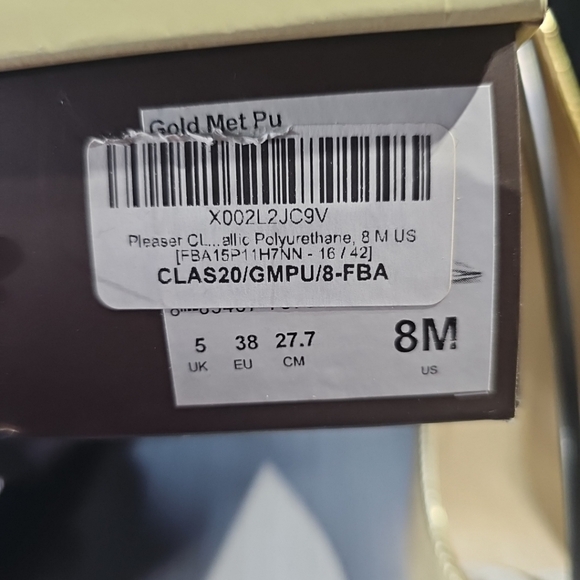 Gold Met Pu
X002L2JC9V
Pleaser CL...allic Polyurethane, 8 M US
[FBA15P11H7NN - 16 / 42]
CLAS20/GMPU/8-FBA
5 38 27.7 8M
UK EU CM US